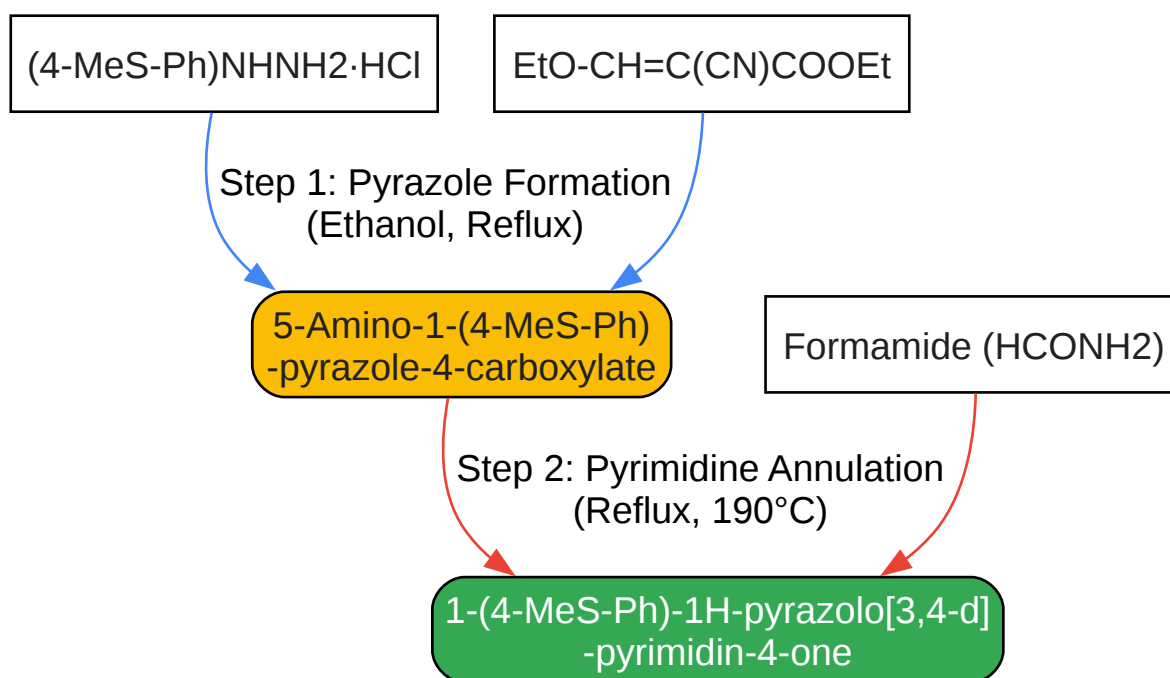 (4-MeS-Ph)NHNH2·HCl
EtO-CH=C(CN)COOEt
Step 1: Pyrazole Formation
(Ethanol, Reflux)
5-Amino-1-(4-MeS-Ph)
-pyrazole-4-carboxylate
Formamide (HCONH2)
Step 2: Pyrimidine Annulation
(Reflux, 190°C)
1-(4-MeS-Ph)-1H-pyrazolo[3,4-d]
-pyrimidin-4-one